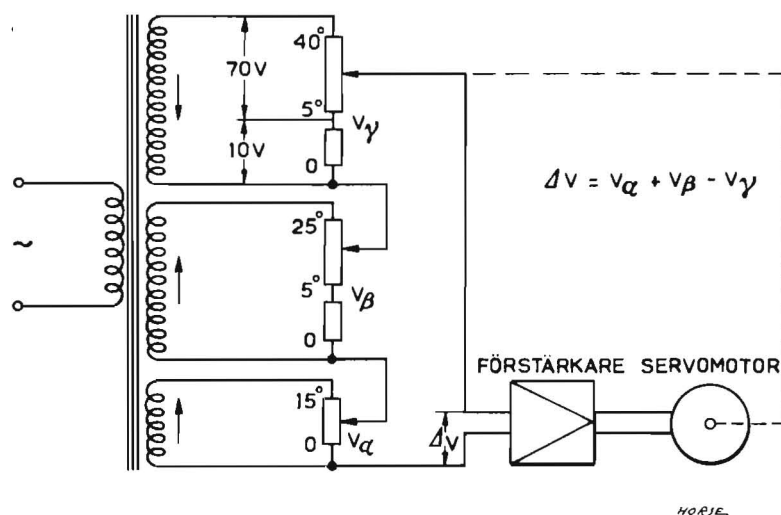 40°
70V
5°
Vγ
10V
0
ΔV = Vα + Vβ - Vγ
25°
~
5°
Vβ
0
FÖRSTÄRKARE SERVOMOTOR
15°
ΔV
0
Vα
HORSE